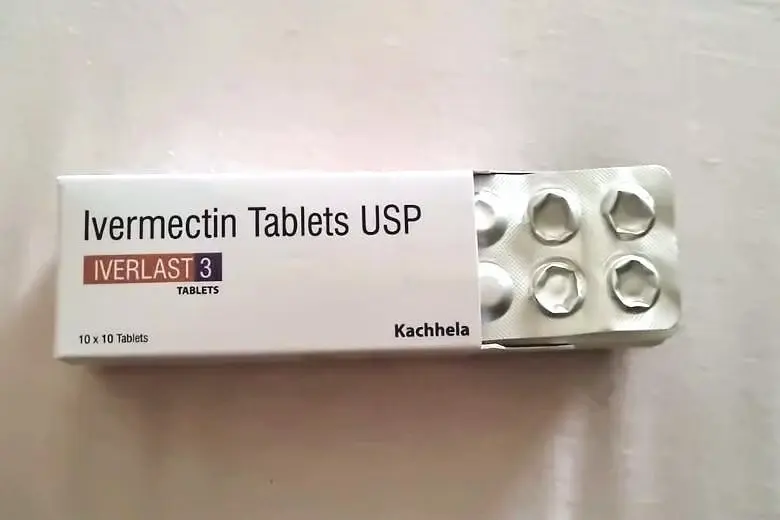 Ivermectin Tablets USP
IVERLAST 3
TABLETS
10 x 10 Tablets
Kachhela